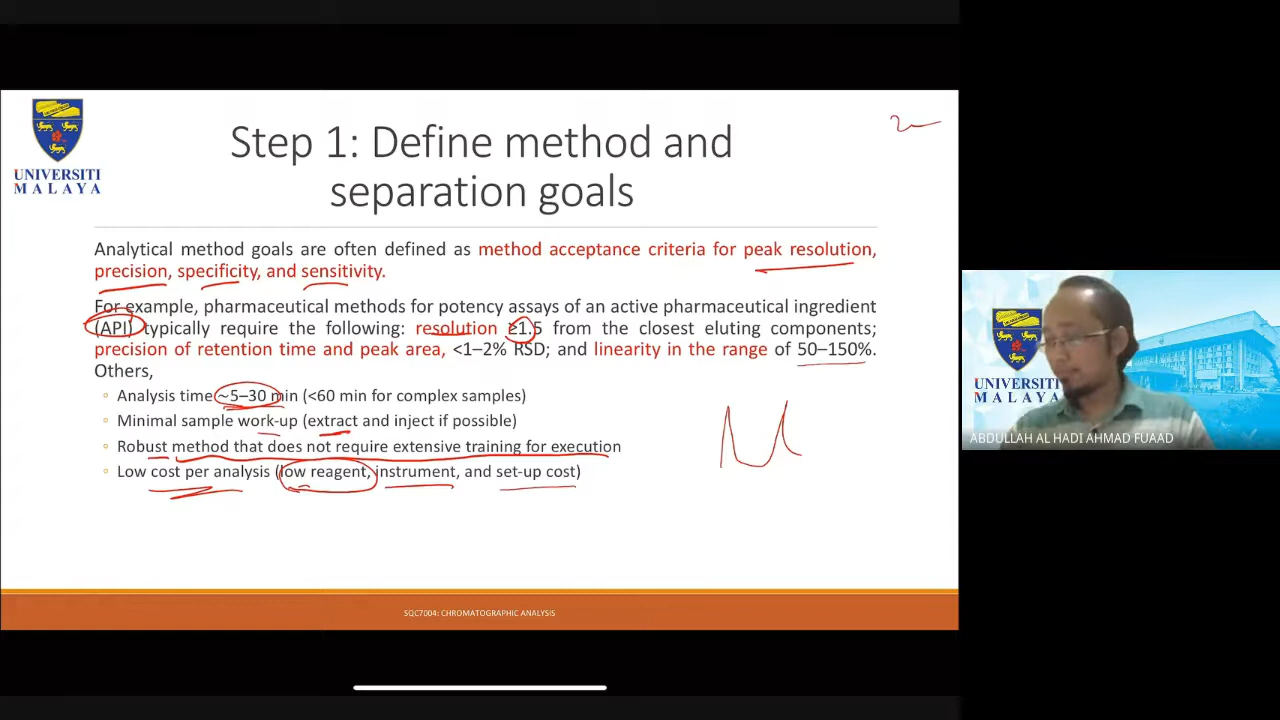 UNIVERSITI
MALAYA
Step 1: Define method and
separation goals
Analytical method goals are often defined as method acceptance criteria for peak resolution,
precision, specificity, and sensitivity.
For example, pharmaceutical methods for potency assays of an active pharmaceutical ingredient
(API) typically require the following: resolution ≥1.5 from the closest eluting components;
precision of retention time and peak area, <1–2% RSD; and linearity in the range of 50–150%.
Others,
◦ Analysis time ~5–30 min (<60 min for complex samples)
◦ Minimal sample work-up (extract and inject if possible)
◦ Robust method that does not require extensive training for execution
◦ Low cost per analysis (low reagent, instrument, and set-up cost)
SQC7004: CHROMATOGRAPHIC ANALYSIS
UNIVERSITI
MALAYA
ABDULLAH AL HADI AHMAD FUAAD